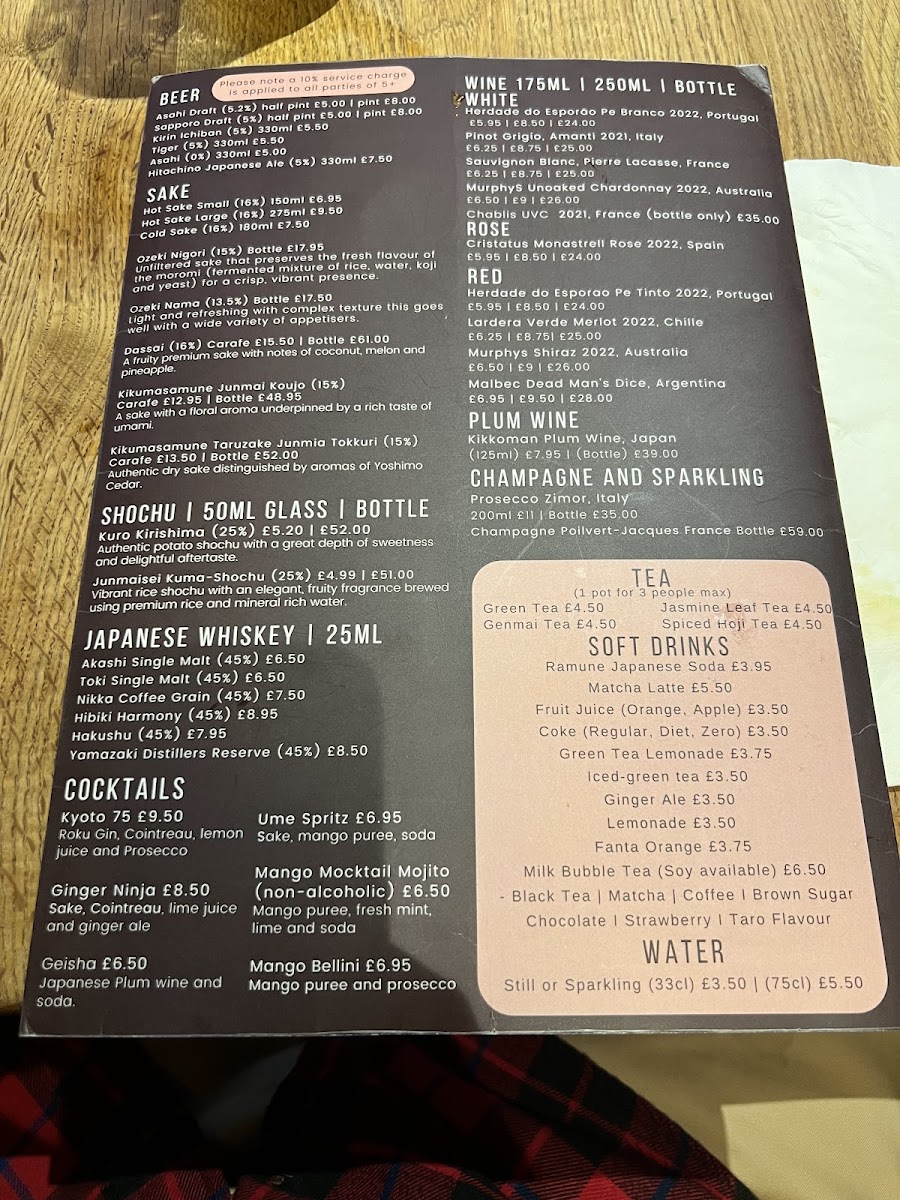 Please note a 10% service charge
is applied to all parties of 5+
BEER
Asahi Draft (5.2%) half pint £5.00 | pint £8.00
Sapporo Draft (5%) half pint £5.00 | pint £8.00
Kirin Ichiban (5%) 330ml £5.50
Tiger (5%) 330ml £5.50
Asahi (0%) 330ml £5.00
Hitachino Japanese Ale (5%) 330ml £7.50
SAKE
Hot Sake Small (16%) 150ml £6.95
Hot Sake Large (16%) 275ml £9.50
Cold Sake (16%) 180ml £7.50
Ozeki Nigori (15%) Bottle £17.95
Unfiltered sake that preserves the fresh flavour of
the moromi (fermented mixture of rice, water, koji
and yeast) for a crisp, vibrant presence.
Ozeki Nama (13.5%) Bottle £17.50
Light and refreshing with complex texture this goes
well with a wide variety of appetisers.
Dassai (16%) Carafe £15.50 | Bottle £61.00
A fruity premium sake with notes of coconut, melon and
pineapple.
Kikumasamune Junmai Koujo (15%)
Carafe £12.95 | Bottle £48.95
A sake with a floral aroma underpinned by a rich taste of
umami.
Kikumasamune Taruzake Junmia Tokkuri (15%)
Carafe £13.50 | Bottle £52.00
Authentic dry sake distinguished by aromas of Yoshimo
Cedar.
SHOCHU | 50ML GLASS | BOTTLE
Kuro Kirishima (25%) £5.20 | £52.00
Authentic potato shochu with a great depth of sweetness
and delightful aftertaste.
Junmaisei Kuma-Shochu (25%) £4.99 | £51.00
Vibrant rice shochu with an elegant, fruity fragrance brewed
using premium rice and mineral rich water.
JAPANESE WHISKEY | 25ML
Akashi Single Malt (45%) £6.50
Toki Single Malt (45%) £6.50
Nikka Coffee Grain (45%) £7.50
Hibiki Harmony (45%) £8.95
Hakushu (45%) £7.95
Yamazaki Distillers Reserve (45%) £8.50
COCKTAILS
Kyoto 75 £9.50
Roku Gin, Cointreau, lemon
juice and Prosecco
Ginger Ninja £8.50
Sake, Cointreau, lime juice
and ginger ale
Geisha £6.50
Japanese Plum wine and
soda.
Ume Spritz £6.95
Sake, mango puree, soda
Mango Mocktail Mojito
(non-alcoholic) £6.50
Mango puree, fresh mint,
lime and soda
Mango Bellini £6.95
Mango puree and prosecco
WINE 175ML | 250ML | BOTTLE
WHITE
Herdade do Esporão Pe Branco 2022, Portugal
£5.95 | £8.50 | £24.00
Pinot Grigio, Amanti 2021, Italy
£6.25 | £8.75 | £25.00
Sauvignon Blanc, Pierre Lacasse, France
£6.25 | £8.75 | £25.00
MurphyS Unoaked Chardonnay 2022, Australia
£6.50 | £9 | £26.00
Chablis UVC 2021, France (bottle only) £35.00
ROSE
Cristatus Monastrell Rose 2022, Spain
£5.95 | £8.50 | £24.00
RED
Herdade do Esporao Pe Tinto 2022, Portugal
£5.95 | £8.50 | £24.00
Lardera Verde Merlot 2022, Chille
£6.25 | £8.75| £25.00
Murphys Shiraz 2022, Australia
£6.50 | £9 | £26.00
Malbec Dead Man's Dice, Argentina
£6.95 | £9.50 | £28.00
PLUM WINE
Kikkoman Plum Wine, Japan
(125ml) £7.95 | (Bottle) £39.00
CHAMPAGNE AND SPARKLING
Prosecco Zimor, Italy
200ml £11 | Bottle £35.00
Champagne Poilvert-Jacques France Bottle £59.00
TEA
(1 pot for 3 people max)
Green Tea £4.50 Jasmine Leaf Tea £4.50
Genmai Tea £4.50 Spiced Hoji Tea £4.50
SOFT DRINKS
Ramune Japanese Soda £3.95
Matcha Latte £5.50
Fruit Juice (Orange, Apple) £3.50
Coke (Regular, Diet, Zero) £3.50
Green Tea Lemonade £3.75
Iced-green tea £3.50
Ginger Ale £3.50
Lemonade £3.50
Fanta Orange £3.75
Milk Bubble Tea (Soy available) £6.50
- Black Tea | Matcha | Coffee I Brown Sugar
Chocolate I Strawberry I Taro Flavour
WATER
Still or Sparkling (33cl) £3.50 | (75cl) £5.50